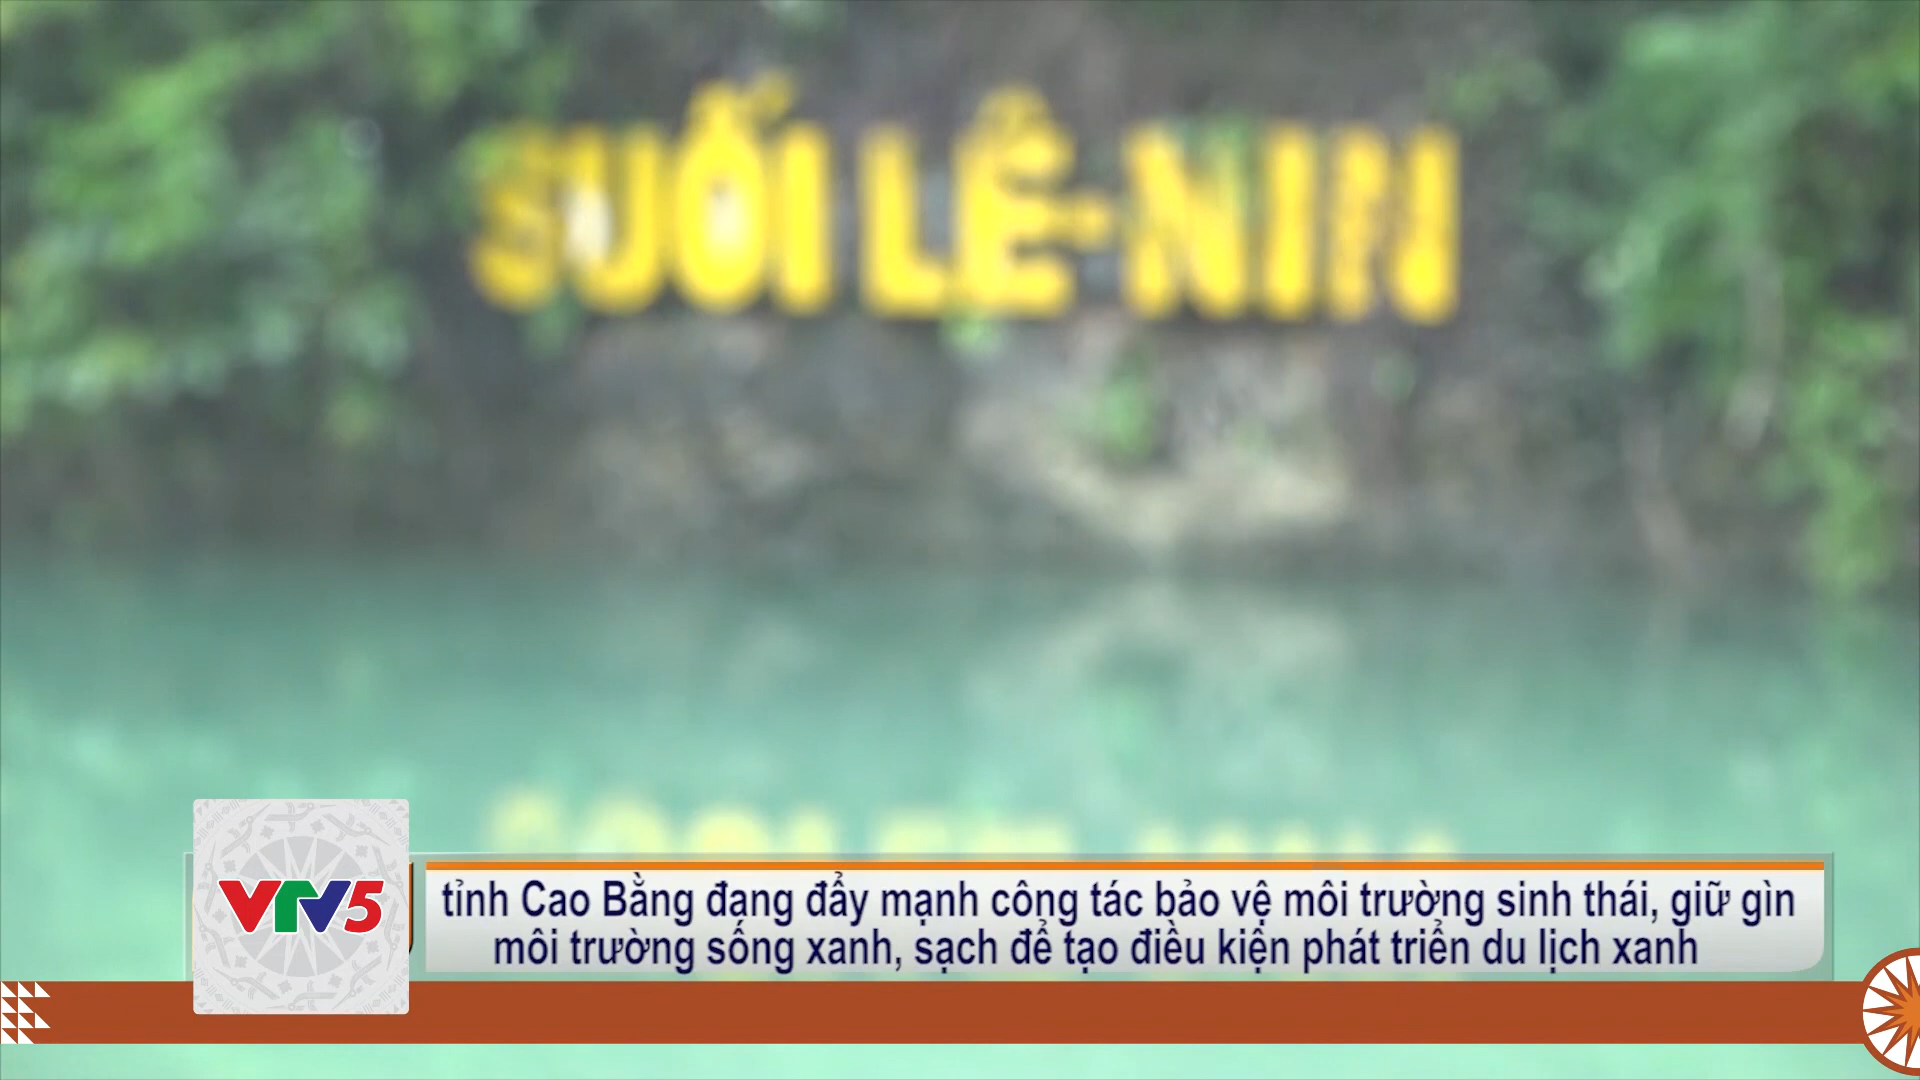 SUỐI LÊ-NIN
VTV5
tỉnh Cao Bằng đang đẩy mạnh công tác bảo vệ môi trường sinh thái, giữ gìn
môi trường sống xanh, sạch để tạo điều kiện phát triển du lịch xanh